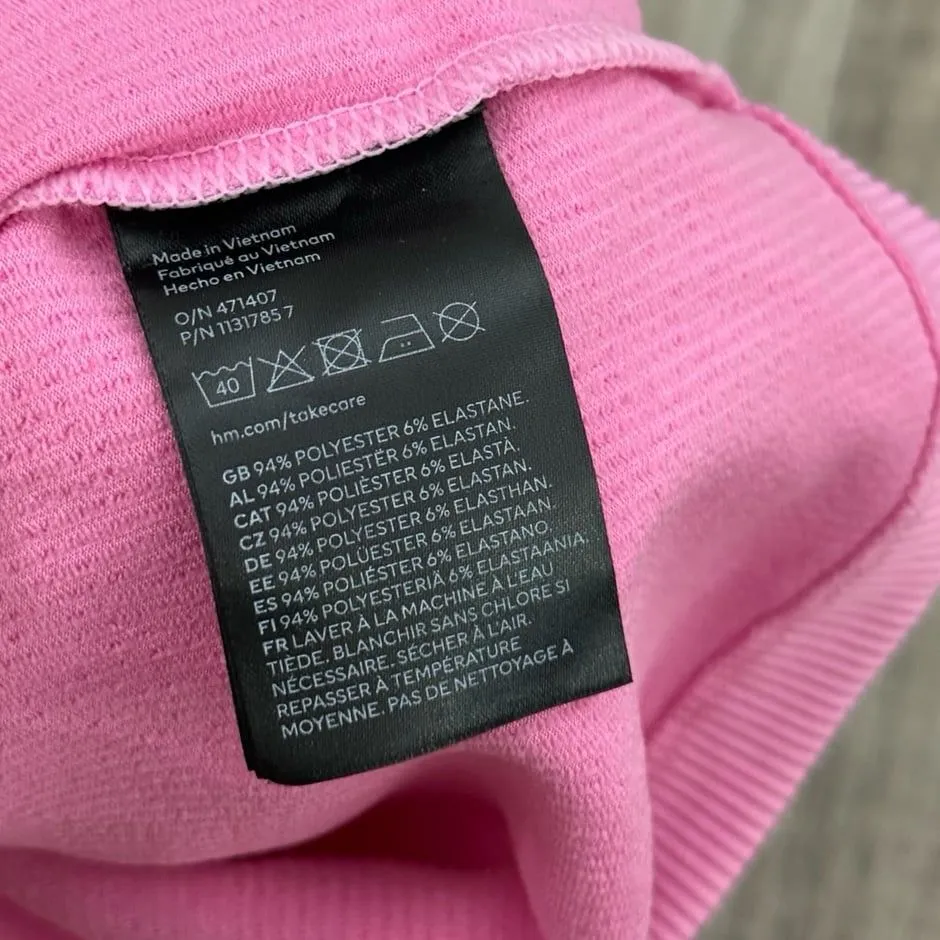 Made in Vietnam
Fabriqué au Vietnam
Hecho en Vietnam
O/N 471407
P/N 1131785 7
40
hm.com/takecare
GB 94% POLYESTER 6% ELASTANE.
AL 94% POLIESTËR 6% ELASTAN.
CAT 94% POLIÈSTER 6% ELASTÀ.
CZ 94% POLYESTER 6% ELASTAN.
DE 94% POLYESTER 6% ELASTHAN.
EE 94% POLÜESTER 6% ELASTAAN.
ES 94% POLIÉSTER 6% ELASTANO.
FI 94% POLYESTERIÄ 6% ELASTAANIA.
FR LAVER À LA MACHINE À L'EAU
TIÈDE. BLANCHIR SANS CHLORE SI
NÉCESSAIRE. SÉCHER À L'AIR.
REPASSER À TEMPÉRATURE
MOYENNE. PAS DE NETTOYAGE À